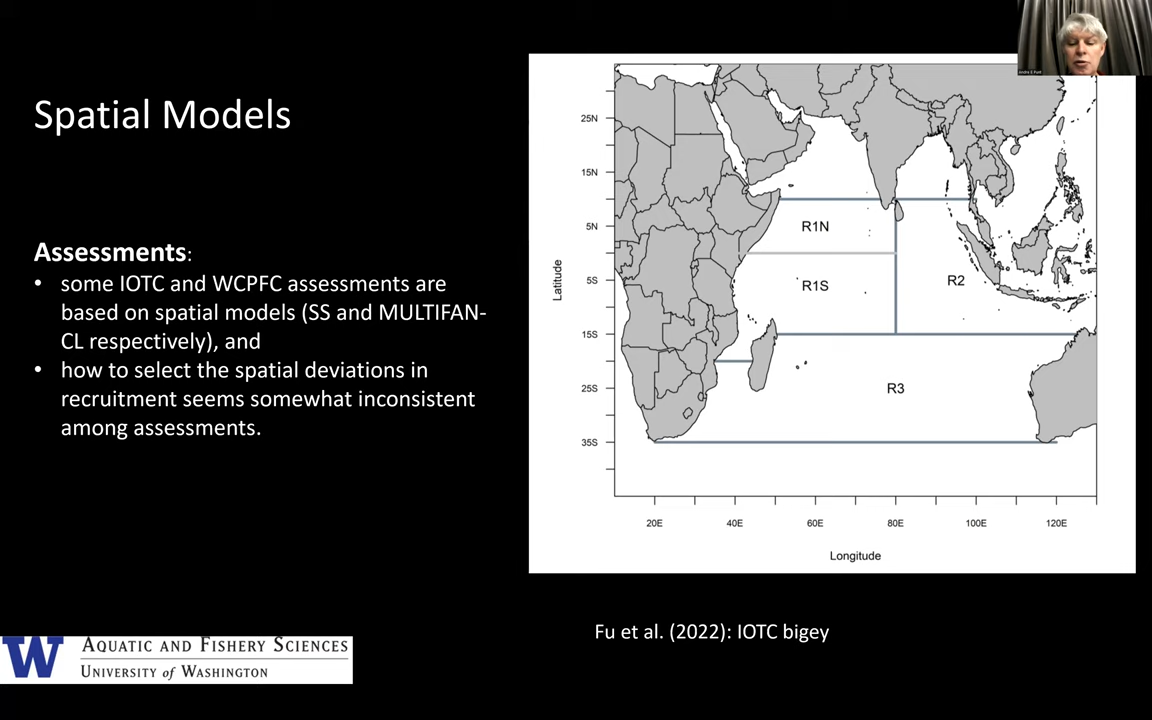 Spatial Models
Assessments:
• some IOTC and WCPFC assessments are
based on spatial models (SS and MULTIFAN-
CL respectively), and
• how to select the spatial deviations in
recruitment seems somewhat inconsistent
among assessments.
25N
15N
5N
5S
15S
25S
35S
Latitude
R1N
R1S
R2
R3
20E 40E 60E 80E 100E 120E
Longitude
Fu et al. (2022): IOTC bigey
W
AQUATIC AND FISHERY SCIENCES
UNIVERSITY of WASHINGTON
Andre E Punt